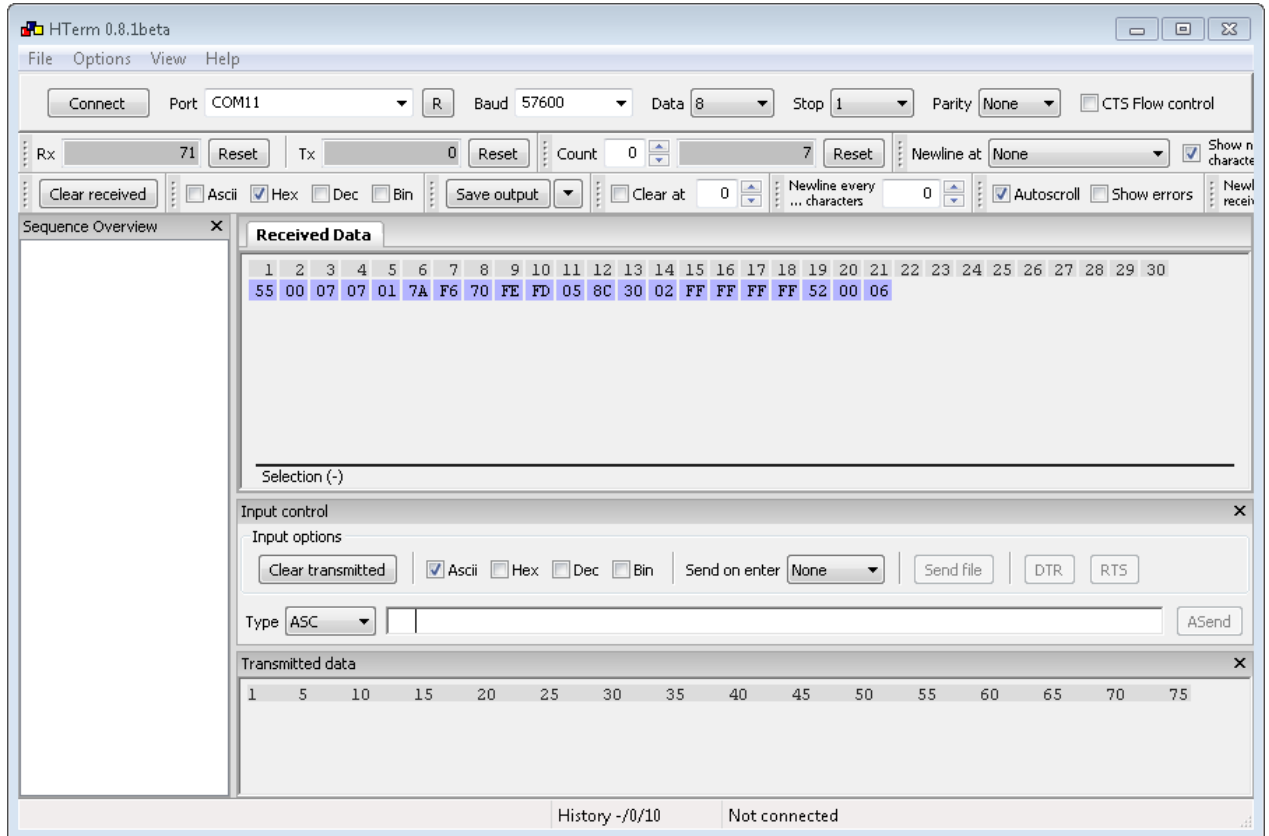 HTerm 0.8.1beta
File Options View Help
Connect Port COM11 R Baud 57600 Data 8 Stop 1 Parity None CTS Flow control
Rx 71 Reset Tx 0 Reset Count 0 7 Reset Newline at None Show n
characte
Clear received Ascii Hex Dec Bin Save output Clear at 0 Newline every
... characters 0 Autoscroll Show errors Newl
receiv
Sequence Overview
Received Data
1 2 3 4 5 6 7 8 9 10 11 12 13 14 15 16 17 18 19 20 21 22 23 24 25 26 27 28 29 30
55 00 07 07 01 7A F6 70 FE FD 05 8C 30 02 FF FF FF FF 52 00 06
Selection (-)
Input control
Input options
Clear transmitted Ascii Hex Dec Bin Send on enter None Send file DTR RTS
Type ASC ASend
Transmitted data
1 5 10 15 20 25 30 35 40 45 50 55 60 65 70 75
History -/0/10 Not connected